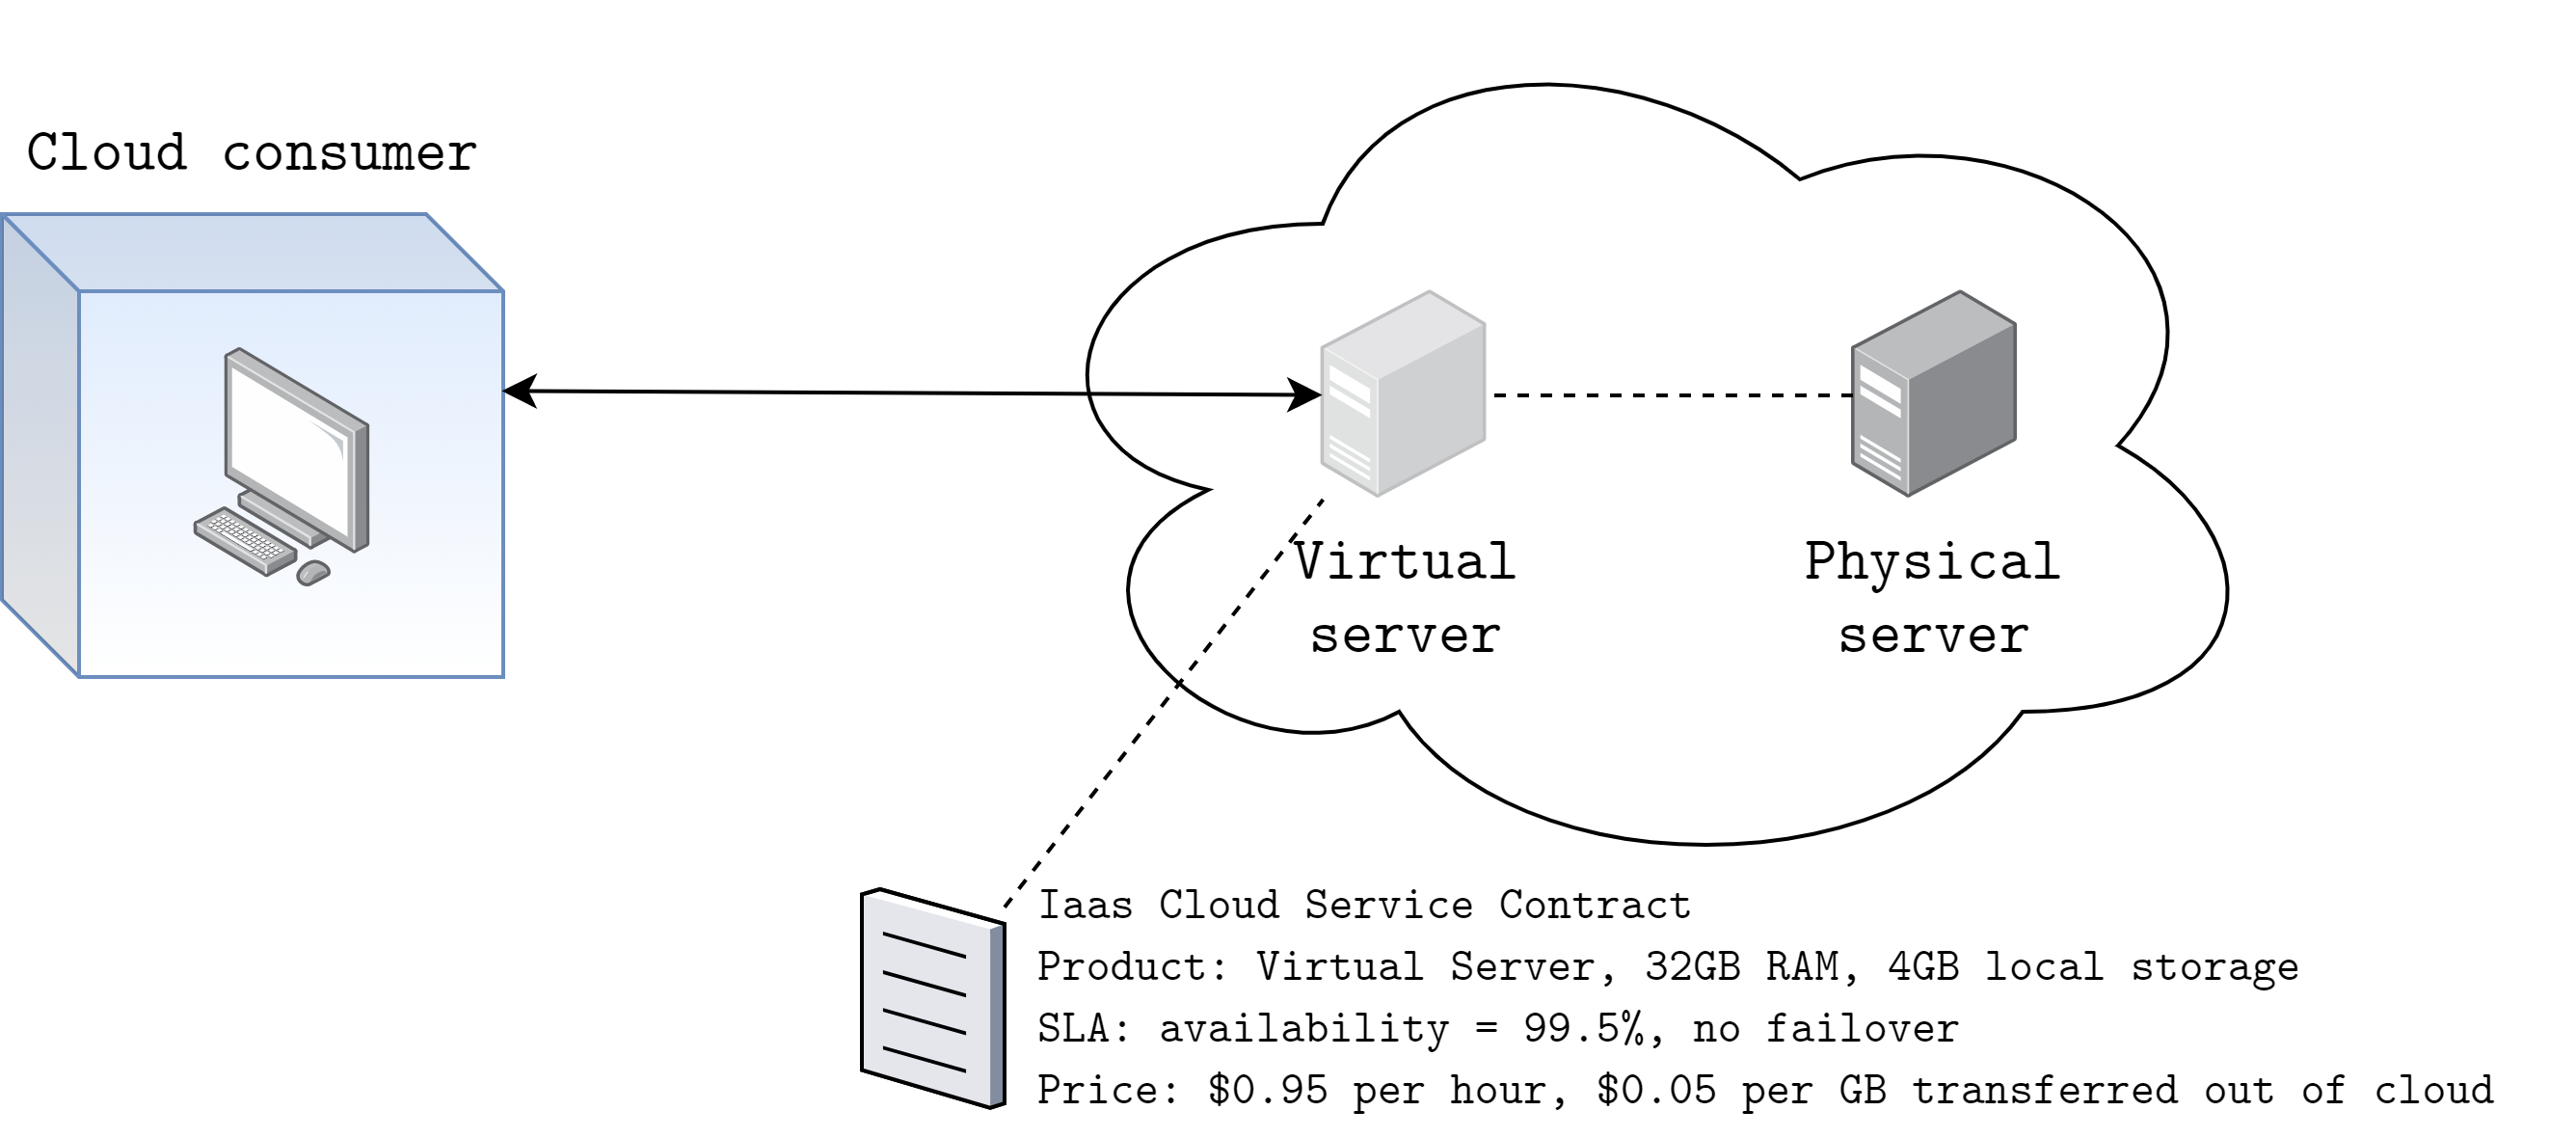 Cloud consumer
Virtual
server
Physical
server
Iaas Cloud Service Contract
Product: Virtual Server, 32GB RAM, 4GB local storage
SLA: availability = 99.5%, no failover
Price: $0.95 per hour, $0.05 per GB transferred out of cloud